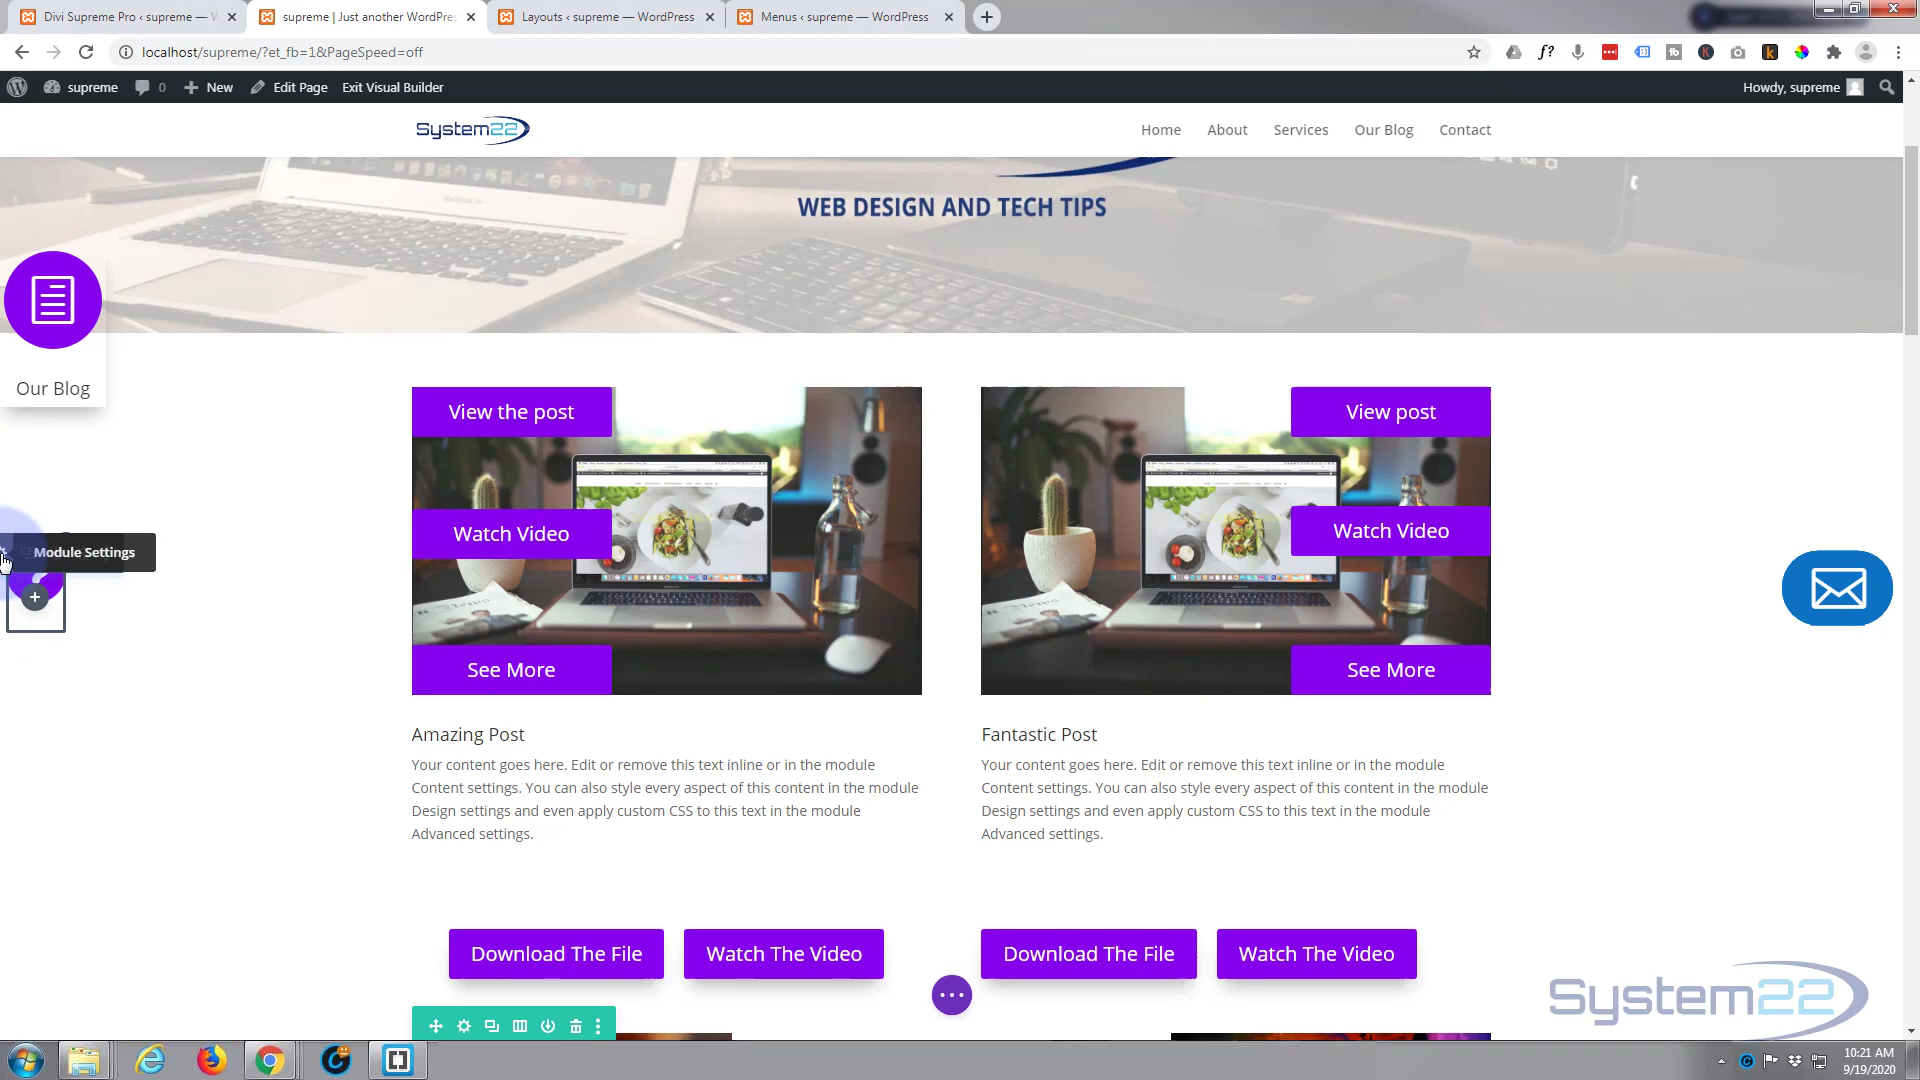 Divi Supreme Pro ‹ supreme — W
supreme | Just another WordPres
Layouts ‹ supreme — WordPress
Menus ‹ supreme — WordPress
localhost/supreme/?et_fb=1&PageSpeed=off
supreme
0
New
Edit Page
Exit Visual Builder
Howdy, supreme
System22
Home
About
Services
Our Blog
Contact
WEB DESIGN AND TECH TIPS
Our Blog
View the post
View post
Watch Video
Watch Video
Module Settings
See More
See More
Amazing Post
Fantastic Post
Your content goes here. Edit or remove this text inline or in the module
Content settings. You can also style every aspect of this content in the module
Design settings and even apply custom CSS to this text in the module
Advanced settings.
Your content goes here. Edit or remove this text inline or in the module
Content settings. You can also style every aspect of this content in the module
Design settings and even apply custom CSS to this text in the module
Advanced settings.
Download The File
Watch The Video
Download The File
Watch The Video
System22
10:21 AM
9/19/2020